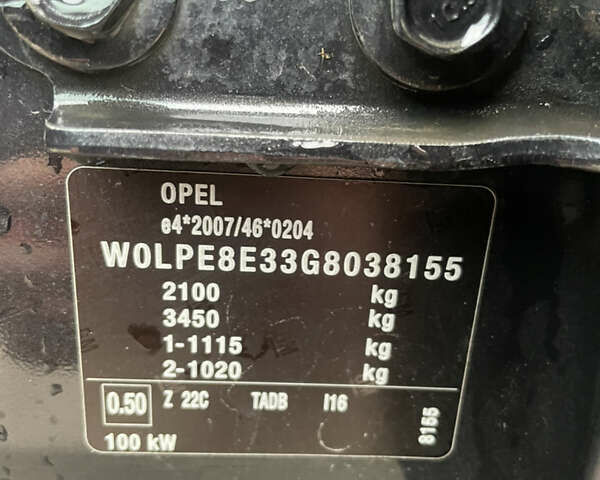 OPEL
e4*2007/46*0204
W0LPE8E33G8038155
2100 kg
3450 kg
1-1115 kg
2-1020 kg
0.50 Z 22C TADB I16
100 kW
8155